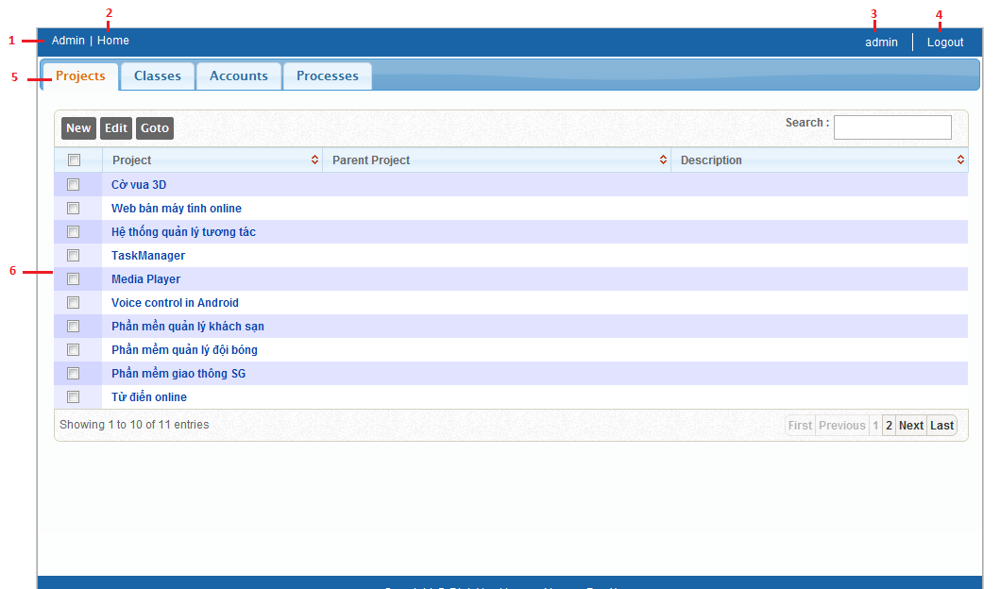 2 3 4
1 Admin | Home admin Logout
5 Projects Classes Accounts Processes
New Edit Goto Search :
Project Parent Project Description
Cờ vua 3D
Web bán máy tính online
Hệ thống quản lý tương tác
TaskManager
6 Media Player
Voice control in Android
Phần mền quản lý khách sạn
Phần mềm quản lý đội bóng
Phần mềm giao thông SG
Từ điển online
Showing 1 to 10 of 11 entries First Previous 1 2 Next Last